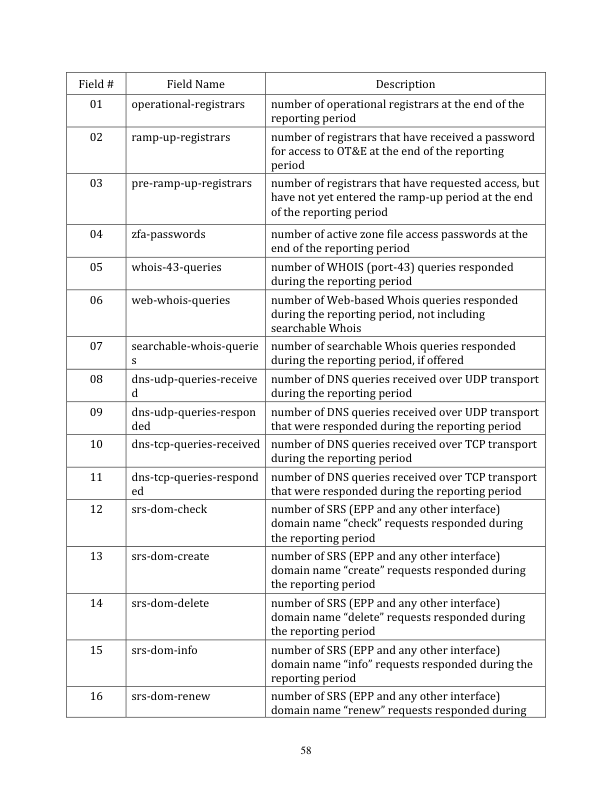 Field # Field Name Description
01 operational-registrars number of operational registrars at the end of the
reporting period
02 ramp-up-registrars number of registrars that have received a password
for access to OT&E at the end of the reporting
period
03 pre-ramp-up-registrars number of registrars that have requested access, but
have not yet entered the ramp-up period at the end
of the reporting period
04 zfa-passwords number of active zone file access passwords at the
end of the reporting period
05 whois-43-queries number of WHOIS (port-43) queries responded
during the reporting period
06 web-whois-queries number of Web-based Whois queries responded
during the reporting period, not including
searchable Whois
07 searchable-whois-querie number of searchable Whois queries responded
s during the reporting period, if offered
08 dns-udp-queries-receive number of DNS queries received over UDP transport
d during the reporting period
09 dns-udp-queries-respon number of DNS queries received over UDP transport
ded that were responded during the reporting period
10 dns-tcp-queries-received number of DNS queries received over TCP transport
during the reporting period
11 dns-tcp-queries-respond number of DNS queries received over TCP transport
ed that were responded during the reporting period
12 srs-dom-check number of SRS (EPP and any other interface)
domain name “check” requests responded during
the reporting period
13 srs-dom-create number of SRS (EPP and any other interface)
domain name “create” requests responded during
the reporting period
14 srs-dom-delete number of SRS (EPP and any other interface)
domain name “delete” requests responded during
the reporting period
15 srs-dom-info number of SRS (EPP and any other interface)
domain name “info” requests responded during the
reporting period
16 srs-dom-renew number of SRS (EPP and any other interface)
domain name “renew” requests responded during
58